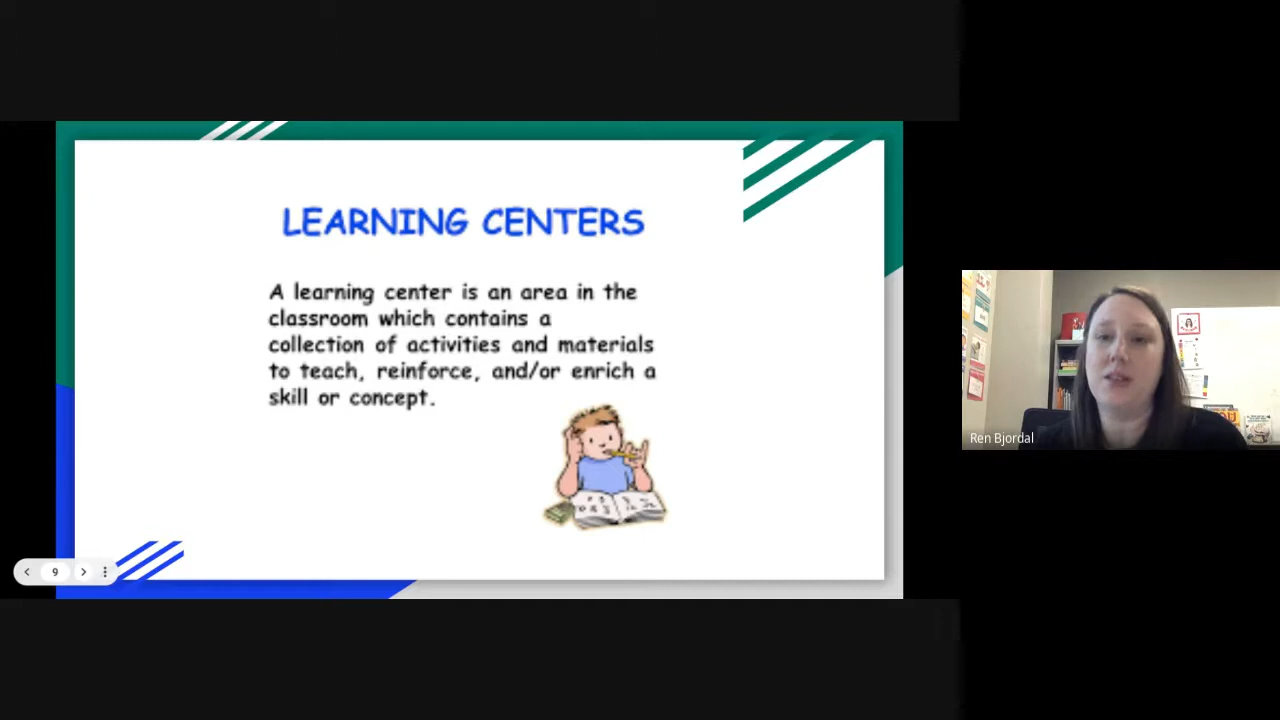 LEARNING CENTERS
A learning center is an area in the
classroom which contains a
collection of activities and materials
to teach, reinforce, and/or enrich a
skill or concept.
Ren Bjordal
9